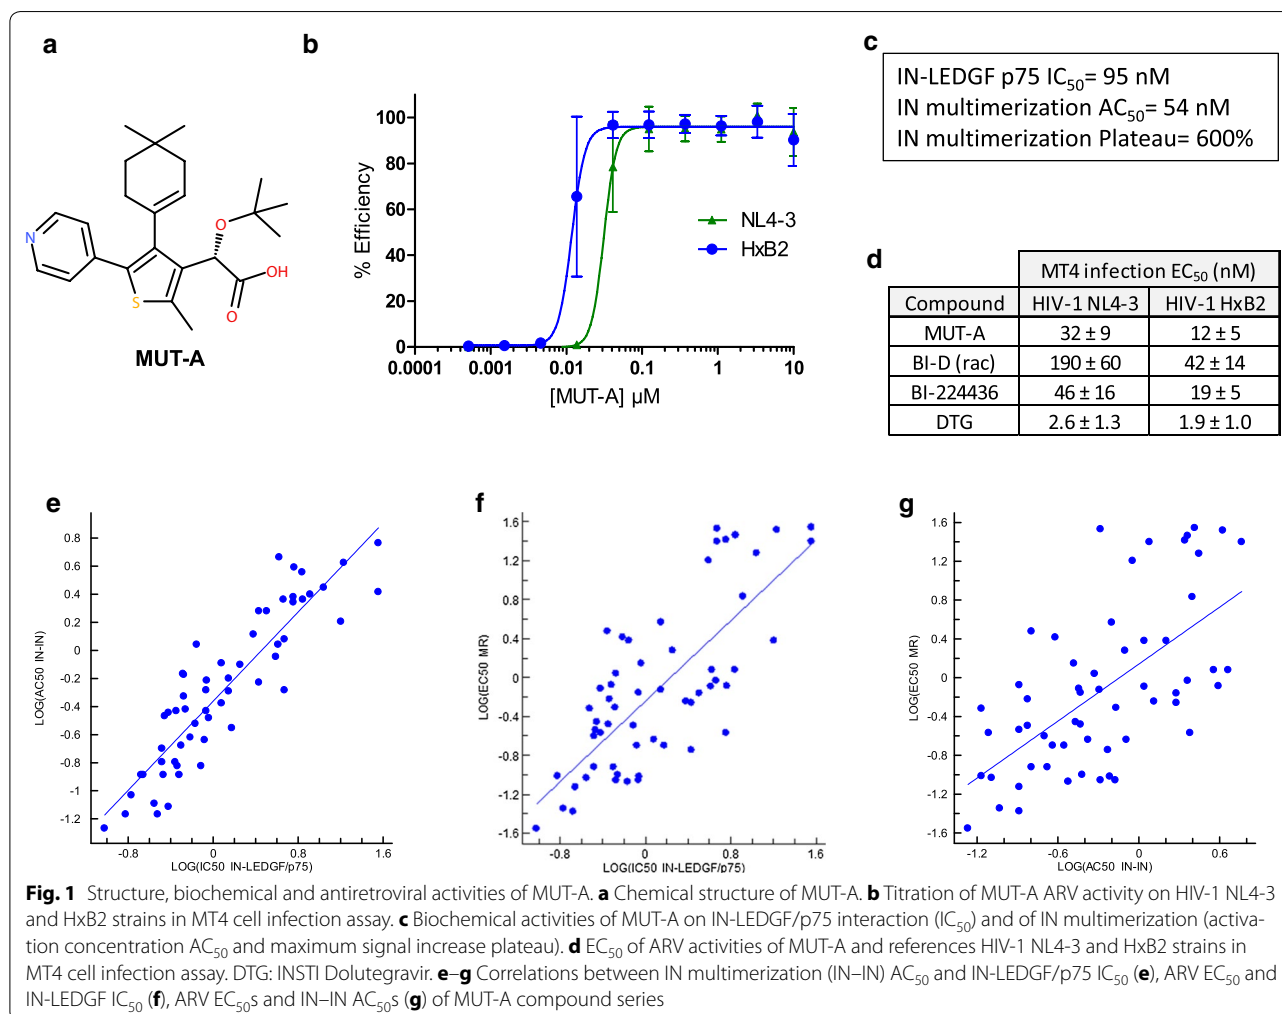 a
N
S
O
O
OH
MUT-A
b
% Efficiency
100
80
60
40
20
0
0.0001
0.001
0.01
0.1
1
10
[MUT-A] µM
NL4-3
HxB2
c
IN-LEDGF p75 IC50= 95 nM
IN multimerization AC50= 54 nM
IN multimerization Plateau= 600%
d
MT4 infection EC50 (nM)
Compound HIV-1 NL4-3 HIV-1 HxB2
MUT-A 32 ± 9 12 ± 5
BI-D (rac) 190 ± 60 42 ± 14
BI-224436 46 ± 16 19 ± 5
DTG 2.6 ± 1.3 1.9 ± 1.0
e
LOG(AC50 IN-IN)
0.8
0.6
0.4
0.2
0
-0.2
-0.4
-0.6
-0.8
-1
-1.2
-0.8 0 0.8 1.6
LOG(IC50 IN-LEDGF/p75)
f
LOG(EC50 MR)
1.6
1.2
0.8
0.4
0
-0.4
-0.8
-1.2
-1.6
-0.8 0 0.8 1.6
LOG(IC50 IN-LEDGF/p75)
g
LOG(EC50 MR)
1.6
1.2
0.8
0.4
0
-0.4
-0.8
-1.2
-1.6
-1.2 -0.6 0 0.6
LOG(AC50 IN-IN)
Fig. 1 Structure, biochemical and antiretroviral activities of MUT-A. a Chemical structure of MUT-A. b Titration of MUT-A ARV activity on HIV-1 NL4-3
and HxB2 strains in MT4 cell infection assay. c Biochemical activities of MUT-A on IN-LEDGF/p75 interaction (IC50) and of IN multimerization (activa-
tion concentration AC50 and maximum signal increase plateau). d EC50 of ARV activities of MUT-A and references HIV-1 NL4-3 and HxB2 strains in
MT4 cell infection assay. DTG: INSTI Dolutegravir. e–g Correlations between IN multimerization (IN–IN) AC50 and IN-LEDGF/p75 IC50 (e), ARV EC50 and
IN-LEDGF IC50 (f), ARV EC50s and IN–IN AC50s (g) of MUT-A compound series